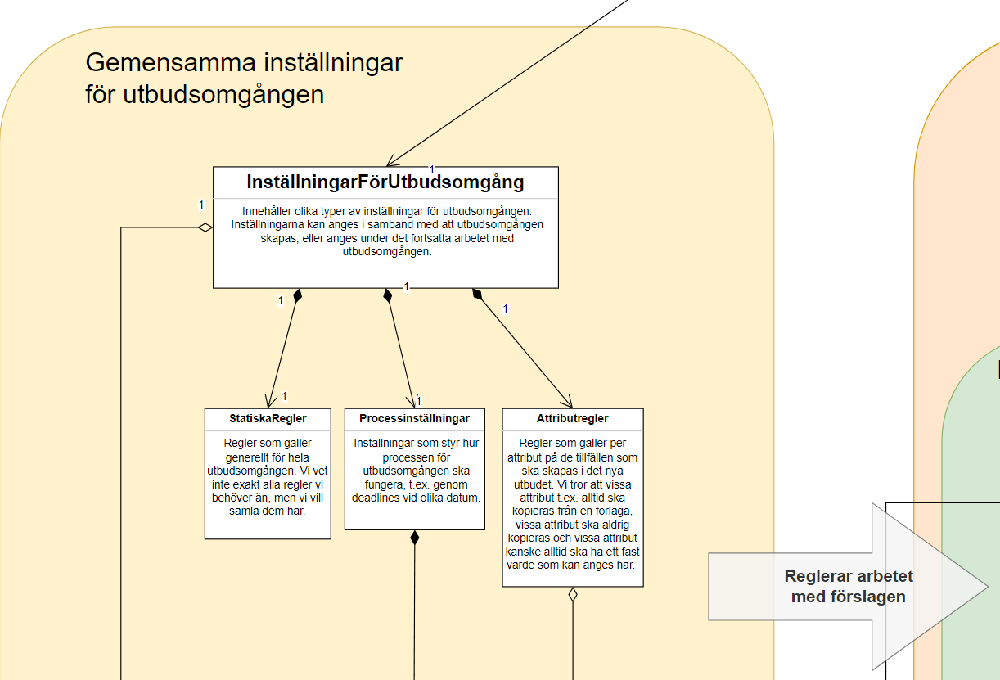 Gemensamma inställningar
för utbudsomgången
1
InställningarFörUtbudsomgång
1
Innehåller olika typer av inställningar för utbudsomgången.
Inställningarna kan anges i samband med att utbudsomgången
skapas, eller anges under det fortsatta arbetet med
utbudsomgången.
1
1
1
1
1
StatiskaRegler
Regler som gäller
generellt för hela
utbudsomgången. Vi vet
inte exakt alla regler vi
behöver än, men vi vill
samla dem här.
Processinställningar
Inställningar som styr hur
processen för
utbudsomgången ska
fungera, t.ex. genom
deadlines vid olika datum.
Attributregler
Regler som gäller per
attribut på de tillfällen som
ska skapas i det nya
utbudet. Vi tror att vissa
attribut t.ex. alltid ska
kopieras från en förlaga,
vissa attribut ska aldrig
kopieras och vissa attribut
kanske alltid ska ha ett fast
värde som kan anges här.
Reglerar arbetet
med förslagen